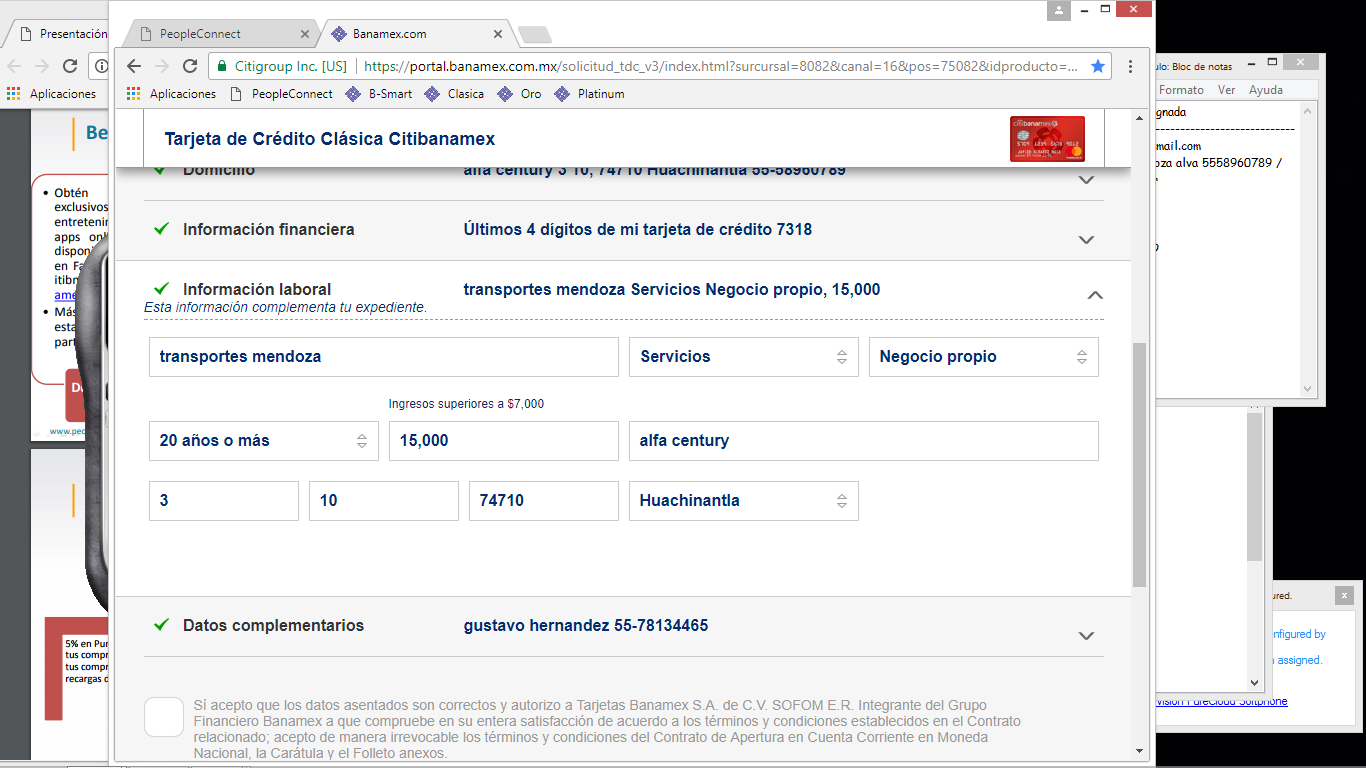 Presentación
PeopleConnect
Banamex.com
Citigroup Inc. [US]
https://portal.banamex.com.mx/solicitud_tdc_v3/index.html?surcursal=8082&canal=16&pos=75082&idproducto=...
Aplicaciones
Aplicaciones
PeopleConnect
B-Smart
Clasica
Oro
Platinum
Tarjeta de Crédito Clásica Citibanamex
Domicilio
alfa century 3 10, 74710 Huachinantla 55-58960789
Información financiera
Últimos 4 dígitos de mi tarjeta de crédito 7318
Información laboral
transportes mendoza Servicios Negocio propio, 15,000
Esta información complementa tu expediente.
transportes mendoza
Servicios
Negocio propio
Ingresos superiores a $7,000
20 años o más
15,000
alfa century
3
10
74710
Huachinantla
Datos complementarios
gustavo hernandez 55-78134465
Sí acepto que los datos asentados son correctos y autorizo a Tarjetas Banamex S.A. de C.V. SOFOM E.R. Integrante del Grupo
Financiero Banamex a que compruebe en su entera satisfacción de acuerdo a los términos y condiciones establecidos en el Contrato
relacionado; acepto de manera irrevocable los términos y condiciones del Contrato de Apertura en Cuenta Corriente en Moneda
Nacional, la Carátula y el Folleto anexos.
Be
Obtén
exclusivos
entreteni
apps onl
disponi
en Fa
itibn
ame
Más
esta
part
www.peo
5% en Pur
tus compr
tus compr
recargas d
ulo: Bloc de notas
Formato Ver Ayuda
gnada
mail.com
oza alva 5558960789 /
ured.
nfigured by
assigned.
vision PureCloud Softphone